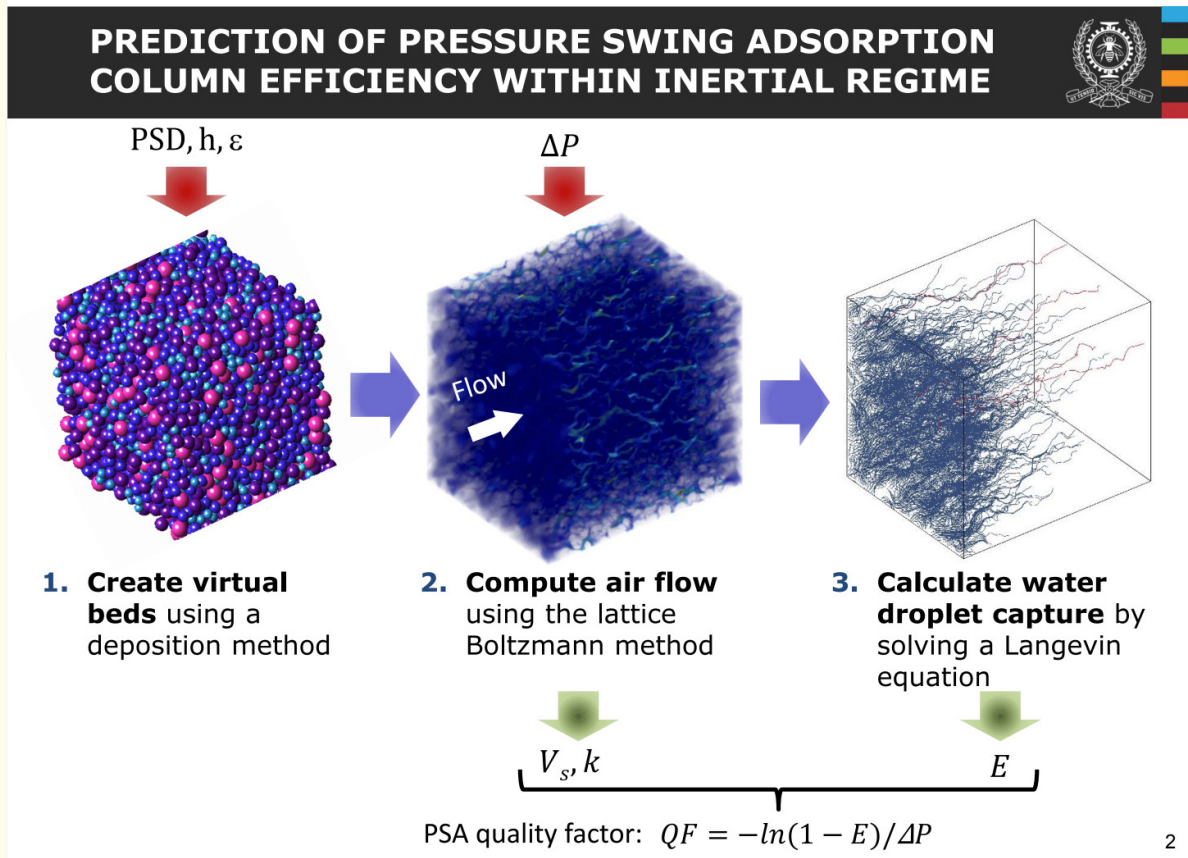 PREDICTION OF PRESSURE SWING ADSORPTION
COLUMN EFFICIENCY WITHIN INERTIAL REGIME
PSD, h, ε
ΔP
Flow
1. Create virtual
beds using a
deposition method
2. Compute air flow
using the lattice
Boltzmann method
3. Calculate water
droplet capture by
solving a Langevin
equation
V_s, k
E
PSA quality factor: QF = −ln(1 − E)/ΔP
2